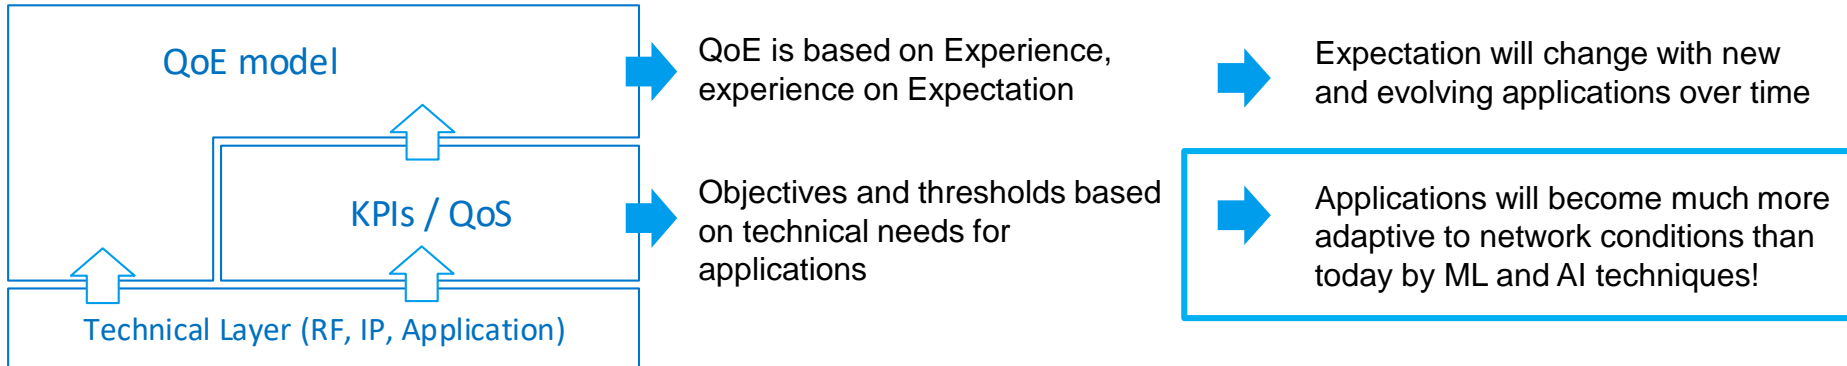 QoE model
QoE is based on Experience,
experience on Expectation
Expectation will change with new
and evolving applications over time
KPIs / QoS
Objectives and thresholds based
on technical needs for
applications
Applications will become much more
adaptive to network conditions than
today by ML and AI techniques!
Technical Layer (RF, IP, Application)